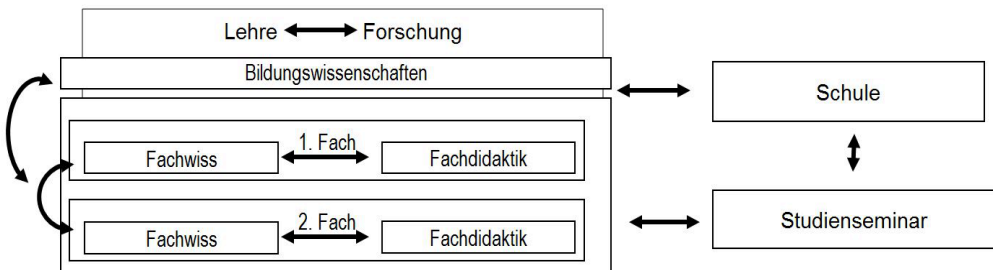 Lehre Forschung
Bildungswissenschaften
Schule
1. Fach
Fachwiss Fachdidaktik
Studienseminar
2. Fach
Fachwiss Fachdidaktik